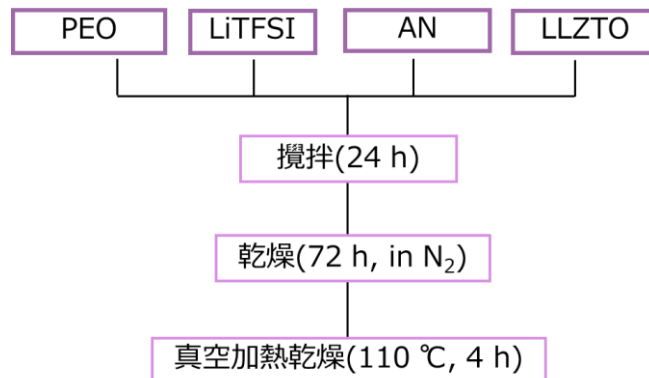 PEO LiTFSI AN LLZTO
攪拌(24 h)
乾燥(72 h, in N₂)
真空加熱乾燥(110 ℃, 4 h)